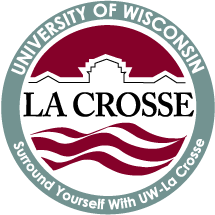 UNIVERSITY OF WISCONSIN
LA CROSSE
Surround Yourself With UW-La Crosse